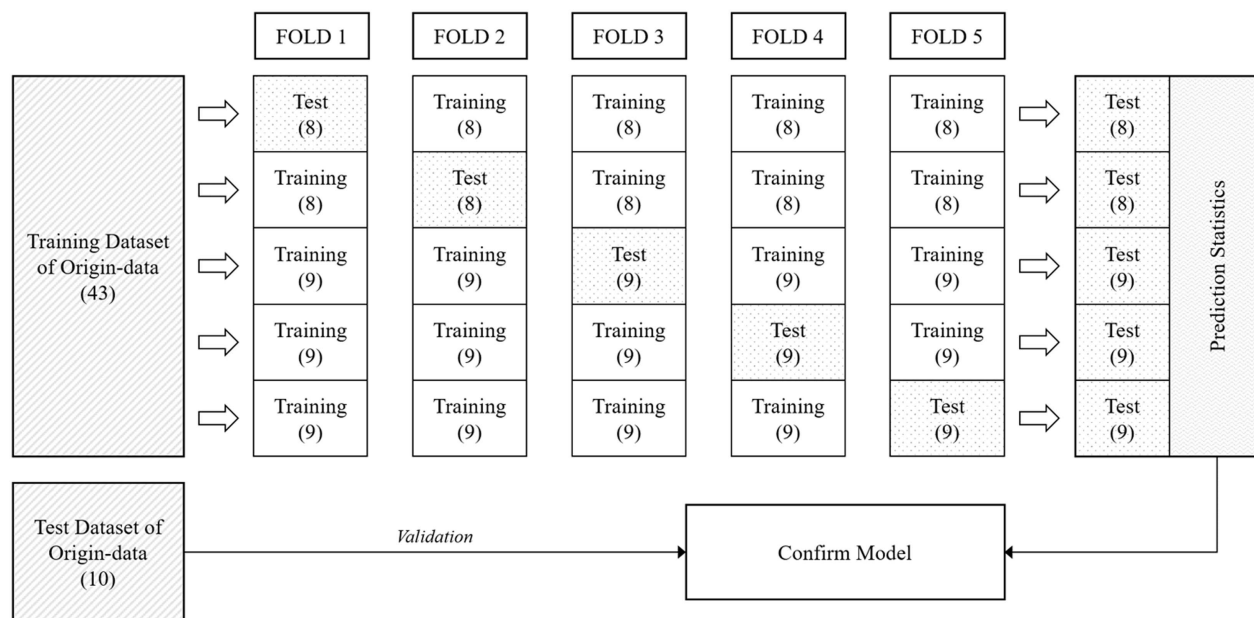 FOLD 1
FOLD 2
FOLD 3
FOLD 4
FOLD 5
Training Dataset
of Origin-data
(43)
Test
(8)
Training
(8)
Training
(8)
Training
(8)
Training
(8)
Test
(8)
Training
(8)
Test
(8)
Training
(8)
Training
(8)
Training
(8)
Test
(8)
Training
(9)
Training
(9)
Test
(9)
Training
(9)
Training
(9)
Test
(9)
Training
(9)
Training
(9)
Training
(9)
Test
(9)
Training
(9)
Test
(9)
Training
(9)
Training
(9)
Training
(9)
Training
(9)
Test
(9)
Test
(9)
Prediction Statistics
Test Dataset of
Origin-data
(10)
Validation
Confirm Model